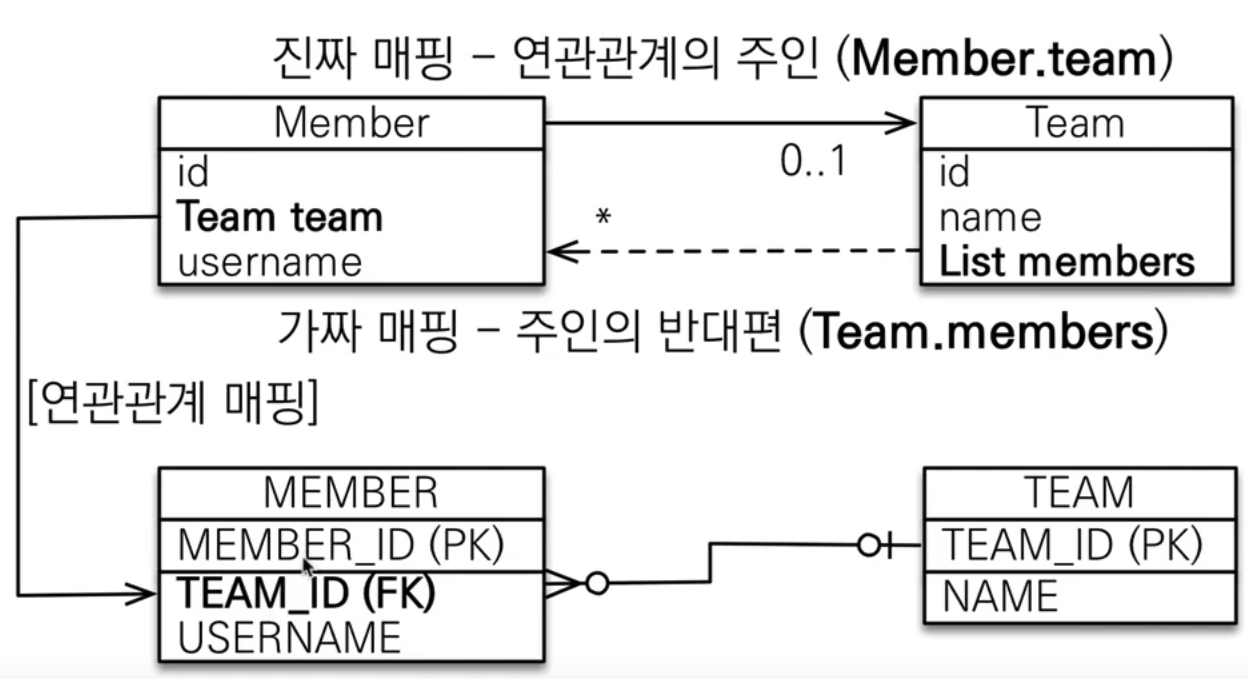 진짜 매핑 - 연관관계의 주인 (Member.team)
Member
id
Team team
username
0..1
*
Team
id
name
List members
가짜 매핑 - 주인의 반대편 (Team.members)
[연관관계 매핑]
MEMBER
MEMBER_ID (PK)
TEAM_ID (FK)
USERNAME
TEAM
TEAM_ID (PK)
NAME